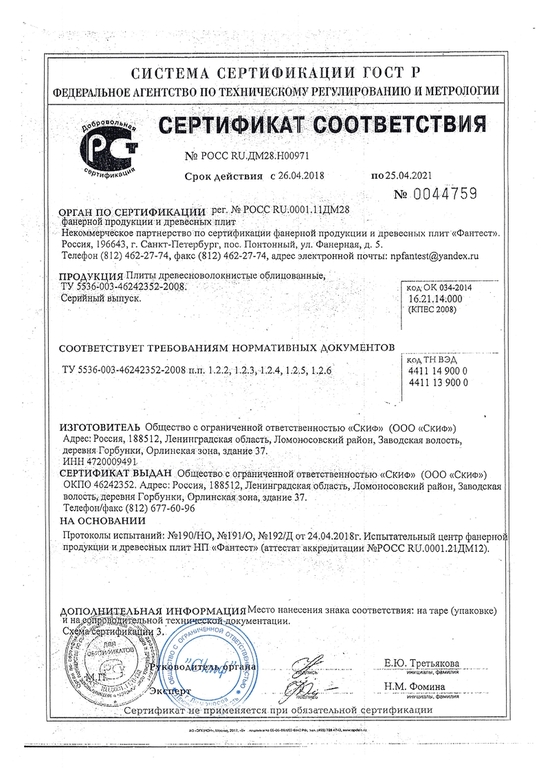 СИСТЕМА СЕРТИФИКАЦИИ ГОСТ Р
ФЕДЕРАЛЬНОЕ АГЕНТСТВО ПО ТЕХНИЧЕСКОМУ РЕГУЛИРОВАНИЮ И МЕТРОЛОГИИ
Добровольная
РСТ
сертификация
СЕРТИФИКАТ СООТВЕТСТВИЯ
№ РОСС RU.ДМ28.Н00971
Срок действия с 26.04.2018 по 25.04.2021
№ 0044759
ОРГАН ПО СЕРТИФИКАЦИИ рег. № РОСС RU.0001.11ДМ28
фанерной продукции и древесных плит
Некоммерческое партнерство по сертификации фанерной продукции и древесных плит «Фантест».
Россия, 196643, г. Санкт-Петербург, пос. Понтонный, ул. Фанерная, д. 5.
Телефон (812) 462-27-74, факс (812) 462-27-74, адрес электронной почты: npfantest@yandex.ru
ПРОДУКЦИЯ Плиты древесноволокнистые облицованные,
ТУ 5536-003-46242352-2008.
Серийный выпуск.
код ОК 034-2014
16.21.14.000
(КПЕС 2008)
СООТВЕТСТВУЕТ ТРЕБОВАНИЯМ НОРМАТИВНЫХ ДОКУМЕНТОВ
ТУ 5536-003-46242352-2008 п.п. 1.2.2, 1.2.3, 1.2.4, 1.2.5, 1.2.6
код ТН ВЭД
4411 14 900 0
4411 13 900 0
ИЗГОТОВИТЕЛЬ Общество с ограниченной ответственностью «Скиф» (ООО «Скиф»)
Адрес: Россия, 188512, Ленинградская область, Ломоносовский район, Заводская волость,
деревня Горбунки, Орлинская зона, здание 37.
ИНН 4720009491
СЕРТИФИКАТ ВЫДАН Общество с ограниченной ответственностью «Скиф» (ООО «Скиф»)
ОКПО 46242352. Адрес: Россия, 188512, Ленинградская область, Ломоносовский район, Заводская
волость, деревня Горбунки, Орлинская зона, здание 37.
Телефон/факс (812) 677-60-96
НА ОСНОВАНИИ
Протоколы испытаний: №190/НО, №191/О, №192/Д от 24.04.2018г. Испытательный центр фанерной
продукции и древесных плит НП «Фантест» (аттестат аккредитации №РОСС RU.0001.21ДМ12).
ДОПОЛНИТЕЛЬНАЯ ИНФОРМАЦИЯ Место нанесения знака соответствия: на таре (упаковке)
и на сопроводительной технической документации.
Схема сертификации 3.
ДЛЯ
СЕРТИФИКАТОВ
М.П.
ОБЩЕСТВО С ОГРАНИЧЕННОЙ ОТВЕТСТВЕННОСТЬЮ
"Скиф"
Руководитель органа
подпись
Е.Ю. Третьякова
инициалы, фамилия
Эксперт
подпись
Н.М. Фомина
инициалы, фамилия
Сертификат не применяется при обязательной сертификации